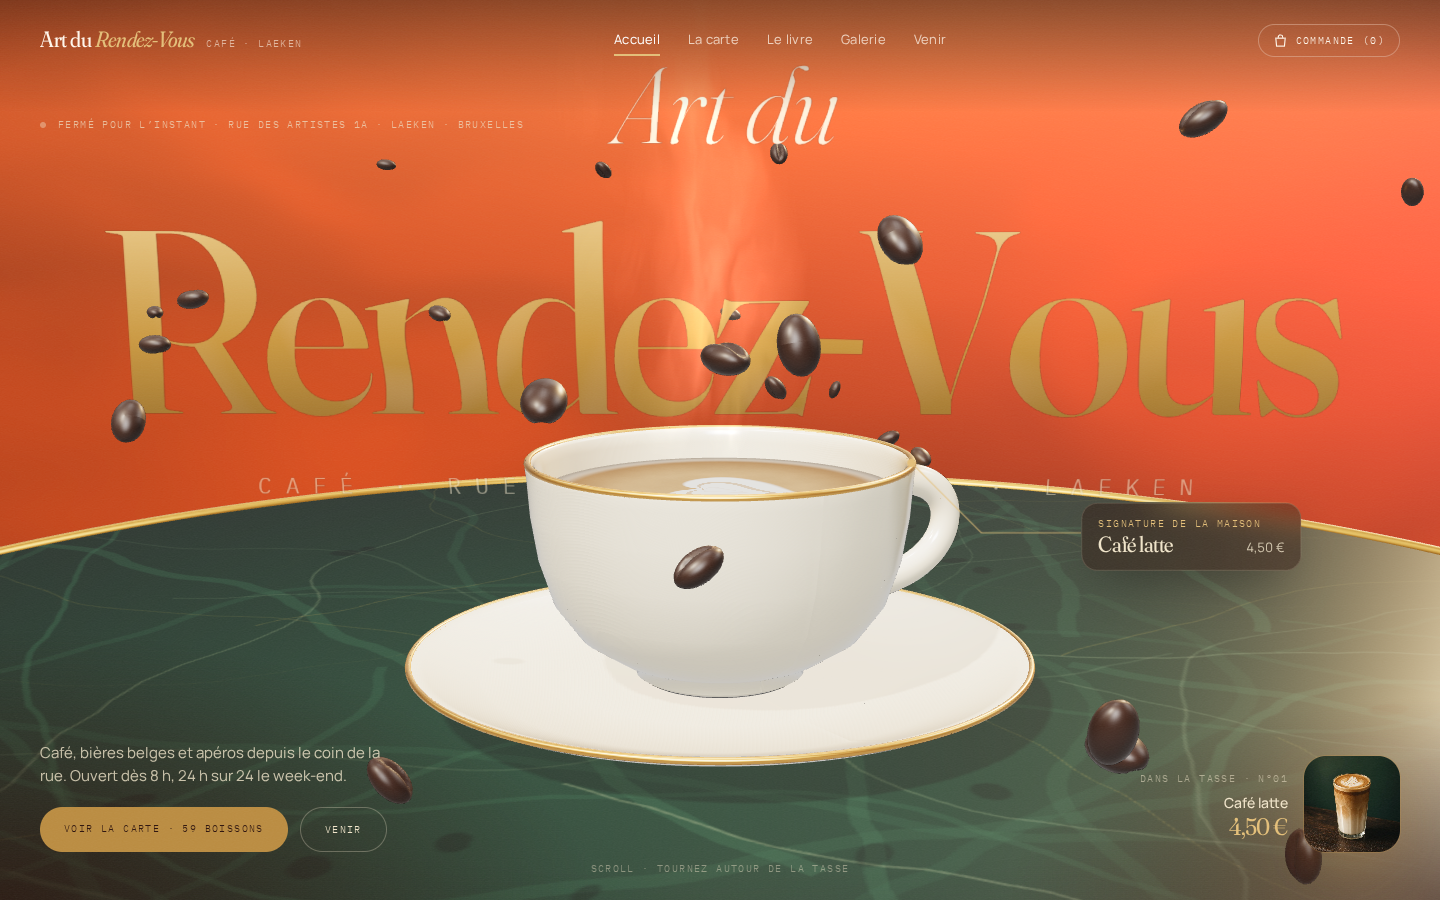 Art du Rendez-Vous CAFÉ · LAEKEN
Accueil La carte Le livre Galerie Venir
COMMANDE (0)
FERMÉ POUR L'INSTANT · RUE DES ARTISTES 1A · LAEKEN · BRUXELLES
Art du
Rendez-Vous
CAFÉ · RUE · LAEKEN
SIGNATURE DE LA MAISON
Café latte 4,50 €
Café, bières belges et apéros depuis le coin de la
rue. Ouvert dès 8 h, 24 h sur 24 le week-end.
VOIR LA CARTE · 59 BOISSONS
VENIR
DANS LA TASSE · N°01
Café latte
4,50 €
SCROLL · TOURNEZ AUTOUR DE LA TASSE